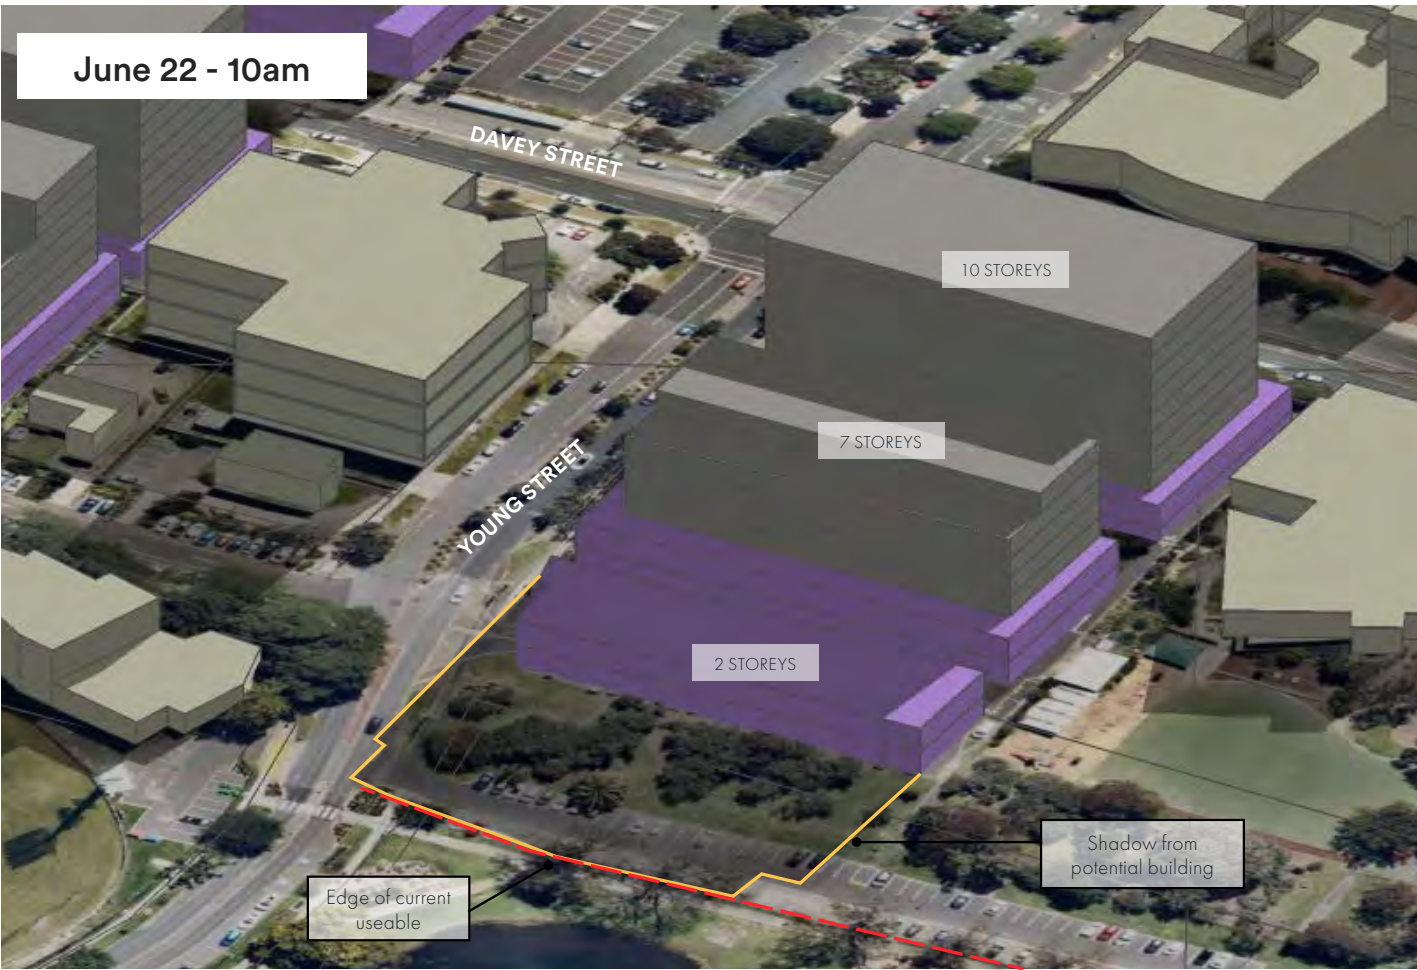 June 22 - 10am
DAVEY STREET
10 STOREYS
7 STOREYS
YOUNG STREET
2 STOREYS
Shadow from
potential building
Edge of current
useable